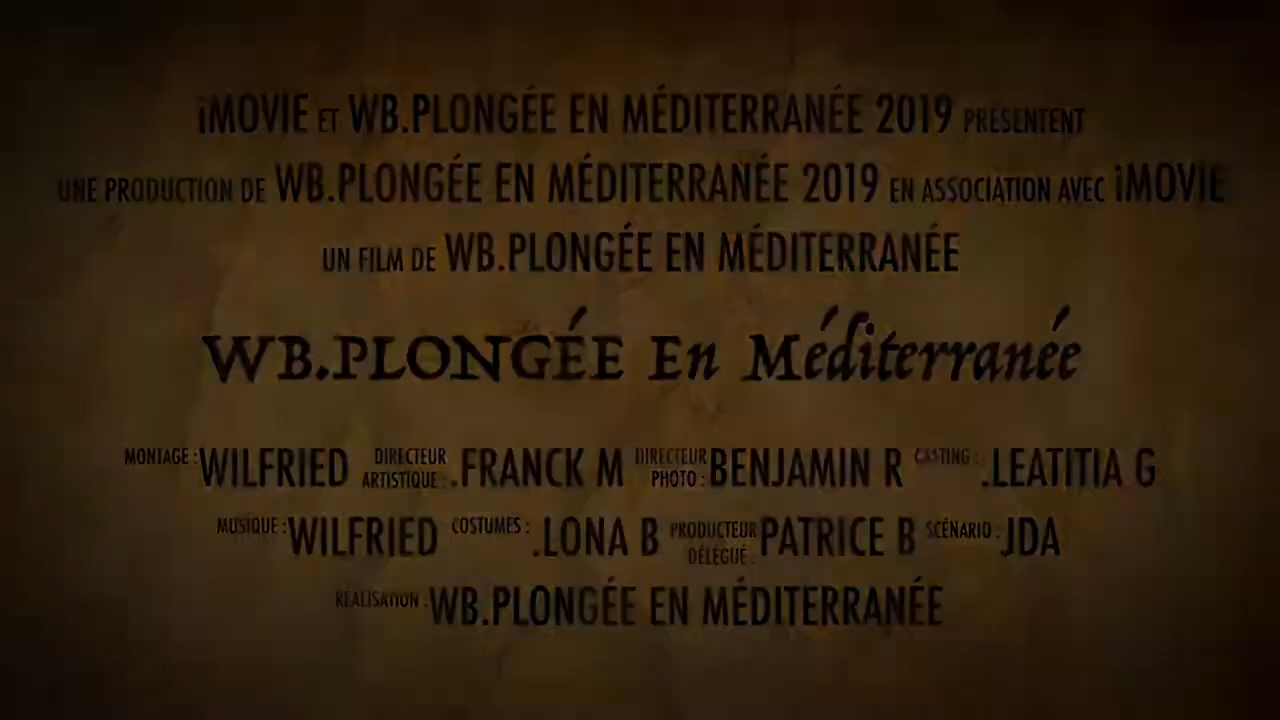 iMOVIE ET WB.PLONGÉE EN MÉDITERRANÉE 2019 PRÉSENTENT
UNE PRODUCTION DE WB.PLONGÉE EN MÉDITERRANÉE 2019 EN ASSOCIATION AVEC iMOVIE
UN FILM DE WB.PLONGÉE EN MÉDITERRANÉE
WB.PLONGÉE En Méditerranée
MONTAGE : WILFRIED DIRECTEUR ARTISTIQUE : .FRANCK M DIRECTEUR PHOTO : BENJAMIN R CASTING : .LEATITIA G
MUSIQUE : WILFRIED COSTUMES : .LONA B PRODUCTEUR DÉLÉGUÉ : PATRICE B SCÉNARIO : JDA
RÉALISATION : WB.PLONGÉE EN MÉDITERRANÉE